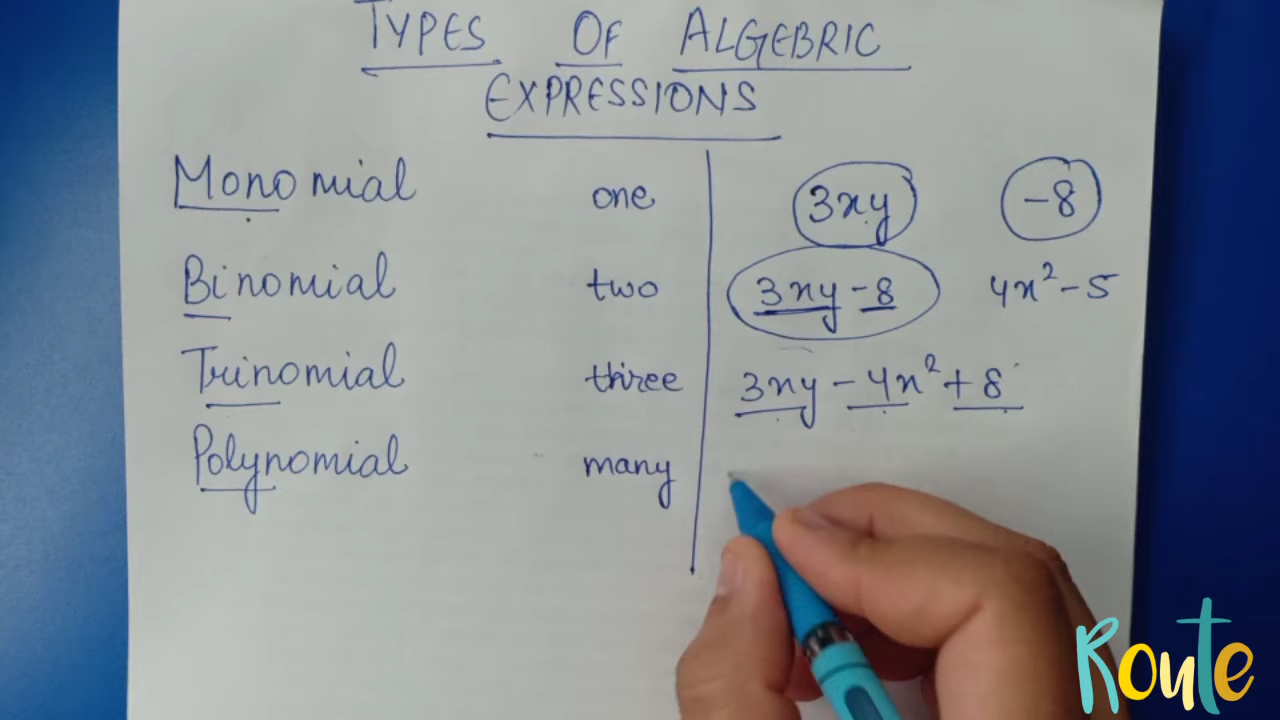 TYPES OF ALGEBRIC
EXPRESSIONS
Monomial one 3xy -8
Binomial two 3xy-8 4x²-5
Trinomial three 3xy-4x²+8
Polynomial many
Route